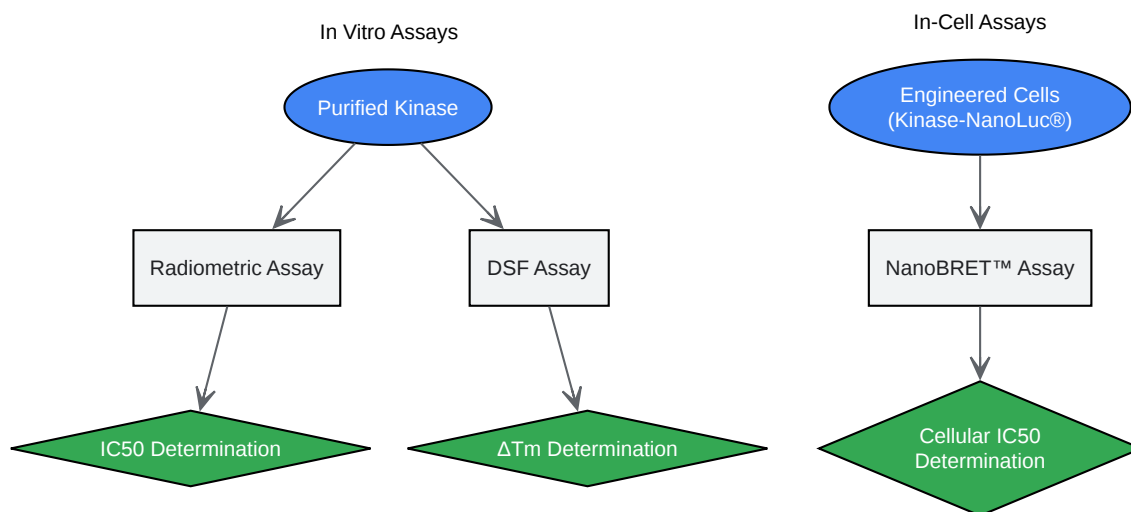 In Vitro Assays
Purified Kinase
Radiometric Assay
DSF Assay
IC50 Determination
ΔTm Determination
In-Cell Assays
Engineered Cells
(Kinase-NanoLuc®)
NanoBRET™ Assay
Cellular IC50
Determination